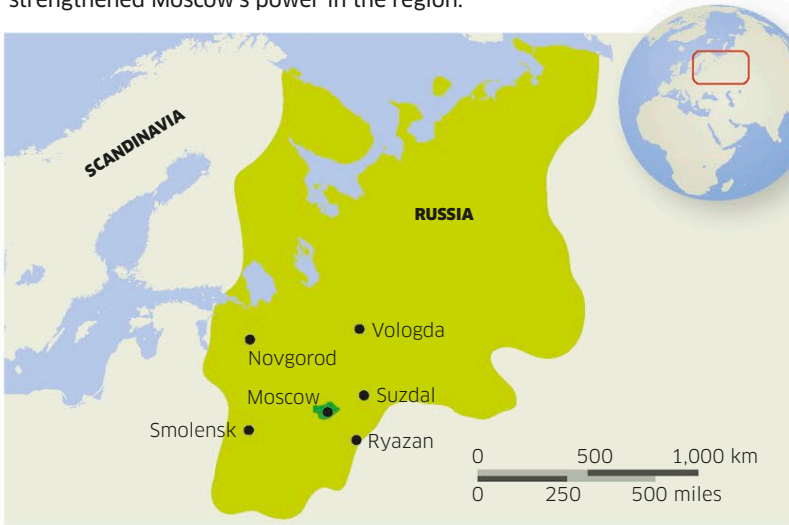 strengthened Moscow's power in the region.
SCANDINAVIA
RUSSIA
Vologda
Novgorod
Moscow
Suzdal
Smolensk
Ryazan
0 500 1,000 km
0 250 500 miles